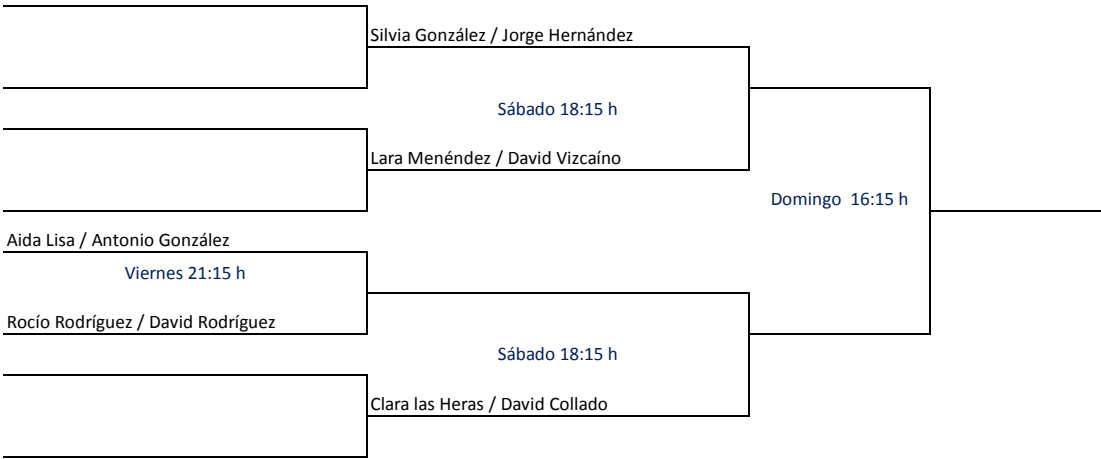 Silvia González / Jorge Hernández
Sábado 18:15 h
Lara Menéndez / David Vizcaíno
Domingo 16:15 h
Aida Lisa / Antonio González
Viernes 21:15 h
Rocío Rodríguez / David Rodríguez
Sábado 18:15 h
Clara las Heras / David Collado